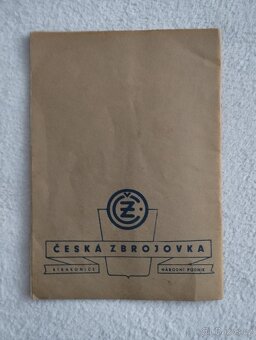 ČZ
ČESKÁ ZBROJOVKA
STRAKONICE NÁRODNÍ PODNIK